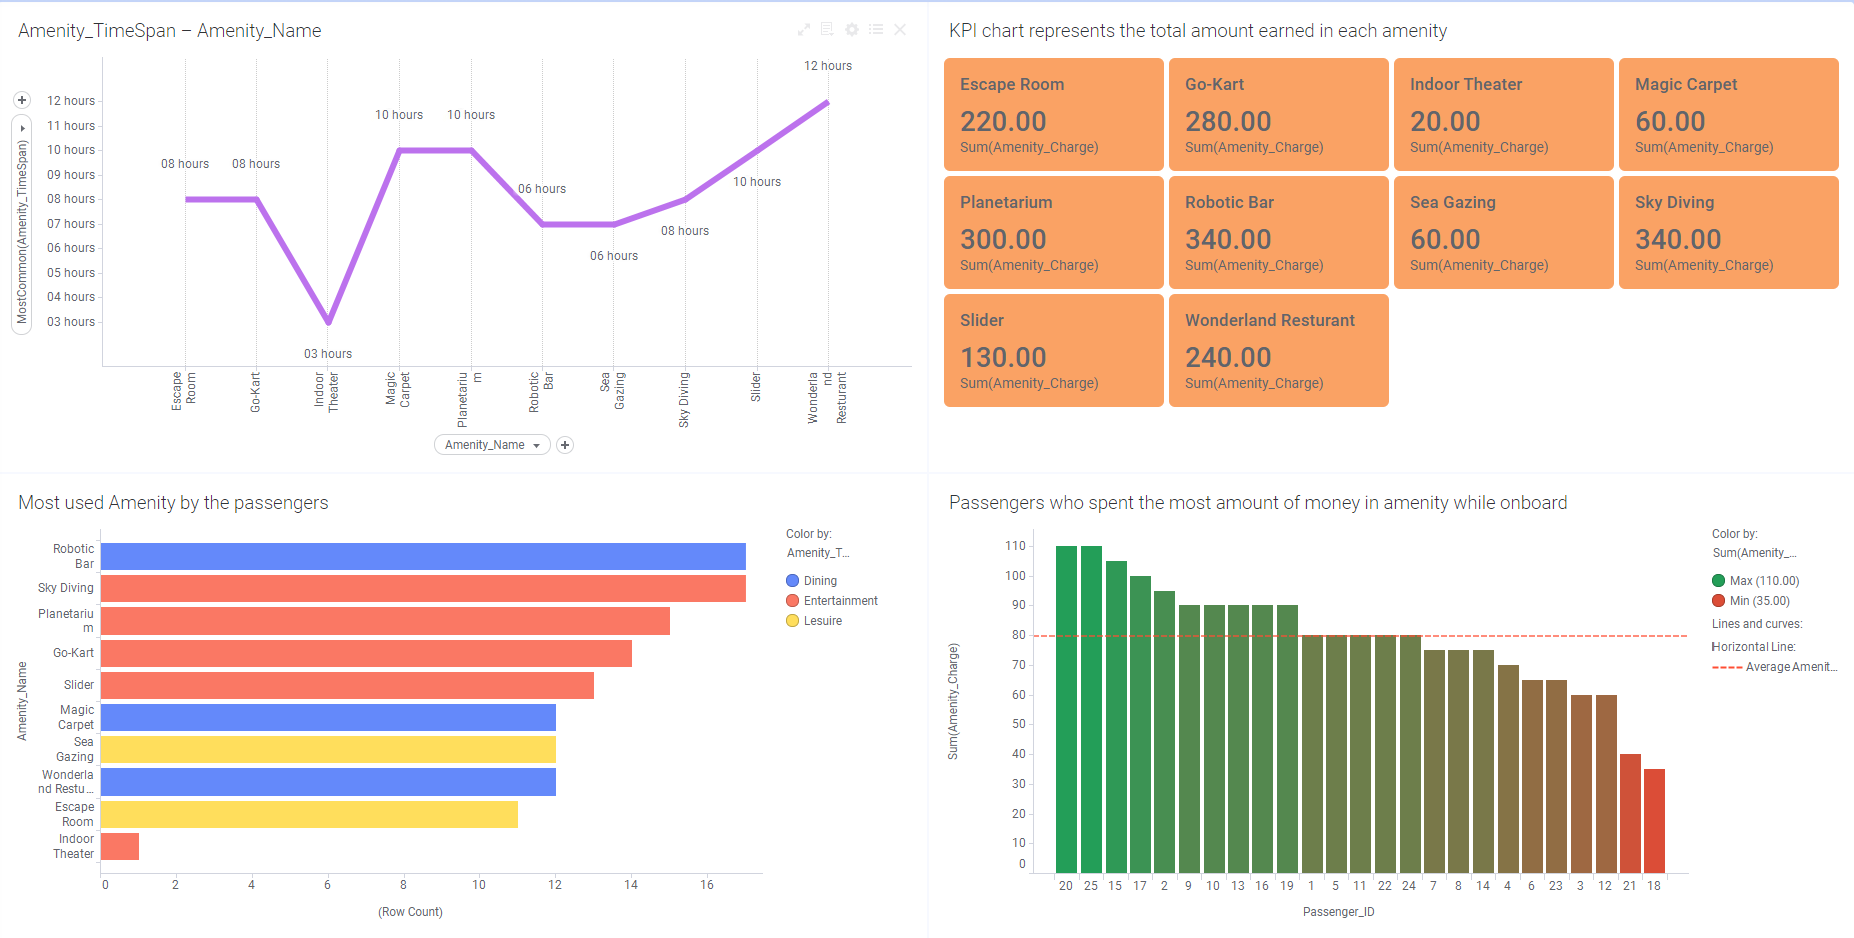 Amenity_TimeSpan – Amenity_Name
12 hours
11 hours
10 hours
09 hours
08 hours
07 hours
06 hours
05 hours
04 hours
03 hours
MostCommon(Amenity_TimeSpan)
08 hours
08 hours
03 hours
10 hours
10 hours
06 hours
06 hours
08 hours
10 hours
12 hours
Escape
Room
Go-Kart
Indoor
Theater
Magic
Carpet
Planetariu
m
Robotic
Bar
Sea
Gazing
Sky Diving
Slider
Wonderla
nd
Resturant
Amenity_Name
KPI chart represents the total amount earned in each amenity
Escape Room
220.00
Sum(Amenity_Charge)
Go-Kart
280.00
Sum(Amenity_Charge)
Indoor Theater
20.00
Sum(Amenity_Charge)
Magic Carpet
60.00
Sum(Amenity_Charge)
Planetarium
300.00
Sum(Amenity_Charge)
Robotic Bar
340.00
Sum(Amenity_Charge)
Sea Gazing
60.00
Sum(Amenity_Charge)
Sky Diving
340.00
Sum(Amenity_Charge)
Slider
130.00
Sum(Amenity_Charge)
Wonderland Resturant
240.00
Sum(Amenity_Charge)
Most used Amenity by the passengers
Amenity_Name
Robotic
Bar
Sky Diving
Planetariu
m
Go-Kart
Slider
Magic
Carpet
Sea
Gazing
Wonderla
nd Restu...
Escape
Room
Indoor
Theater
0 2 4 6 8 10 12 14 16
(Row Count)
Color by:
Amenity_T...
Dining
Entertainment
Lesuire
Passengers who spent the most amount of money in amenity while onboard
Sum(Amenity_Charge)
110
100
90
80
70
60
50
40
30
20
10
0
20 25 15 17 2 9 10 13 16 19 1 5 11 22 24 7 8 14 4 6 23 3 12 21 18
Passenger_ID
Color by:
Sum(Amenity_...
Max (110.00)
Min (35.00)
Lines and curves:
Horizontal Line:
Average Amenit...